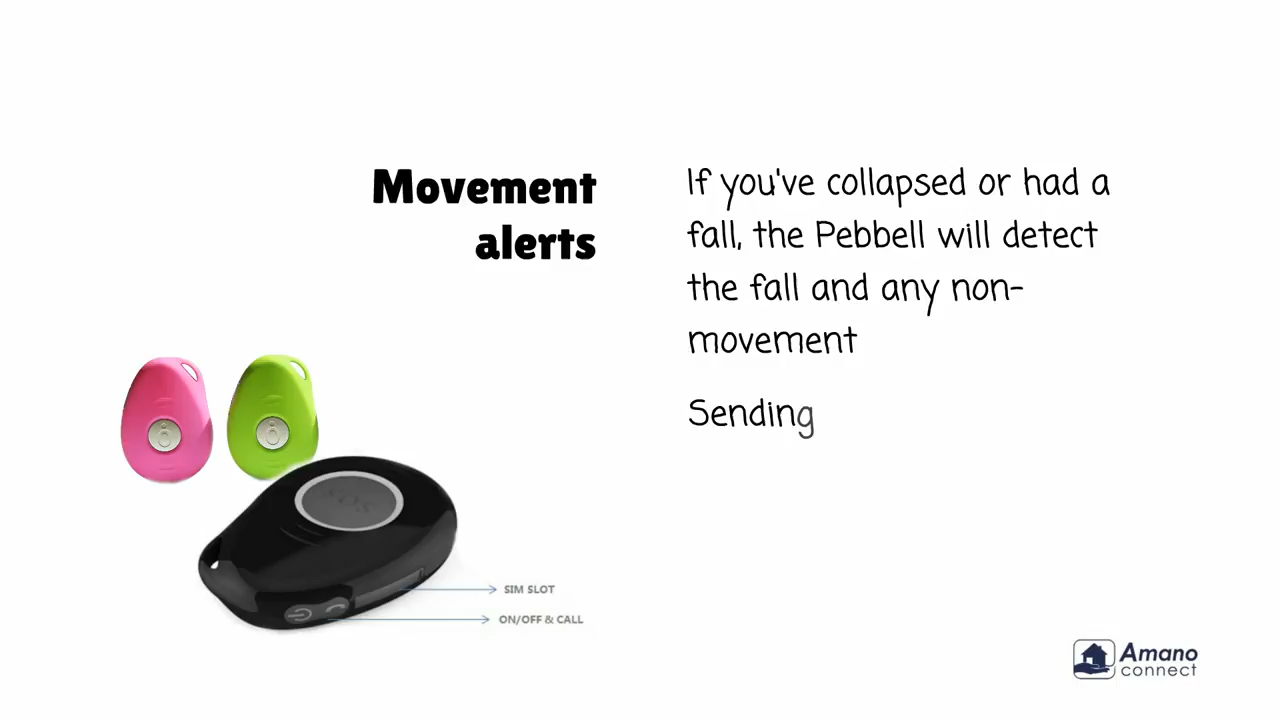 Movement
alerts
If you've collapsed or had a
fall, the Pebbell will detect
the fall and any non-
movement
Sending
SOS
SIM SLOT
ON/OFF & CALL
Amano
connect